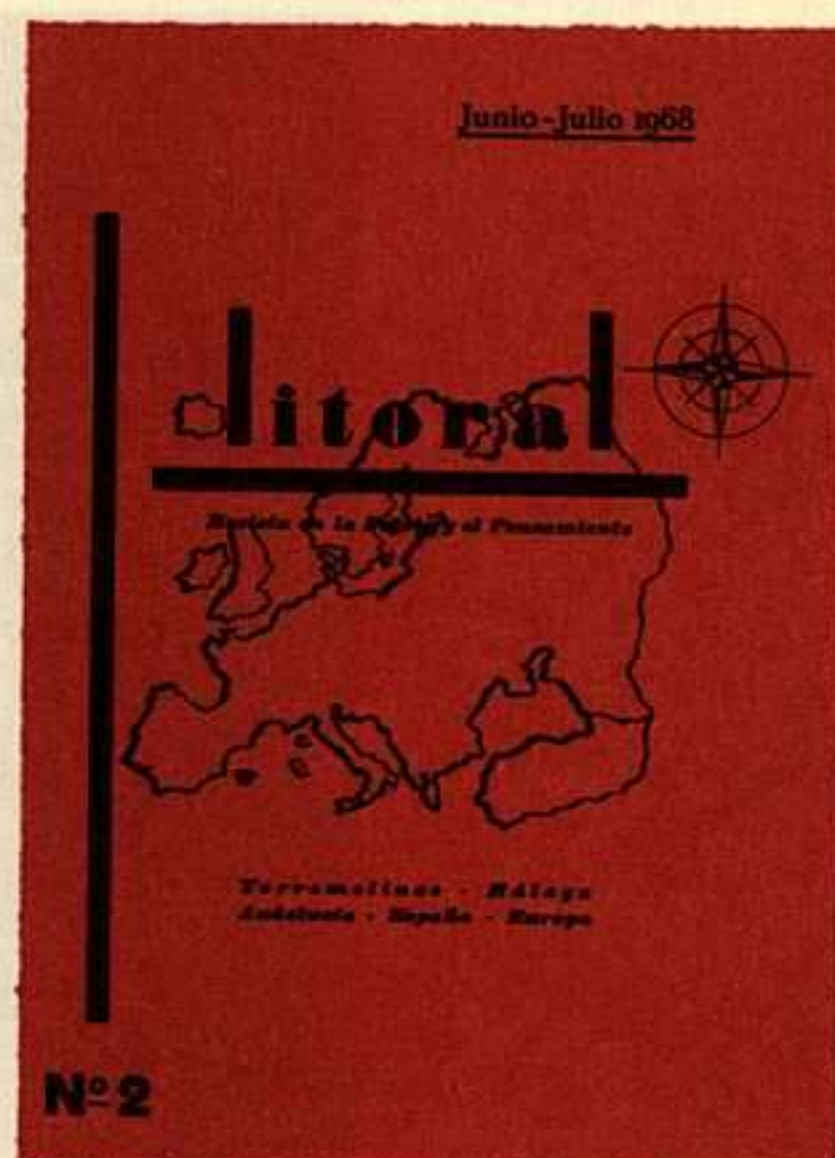 Junio-Julio 1968
litoral
Revista de la Poesía y el Pensamiento
Torremolinos - Málaga
Andalucía - España - Europa
Nº 2